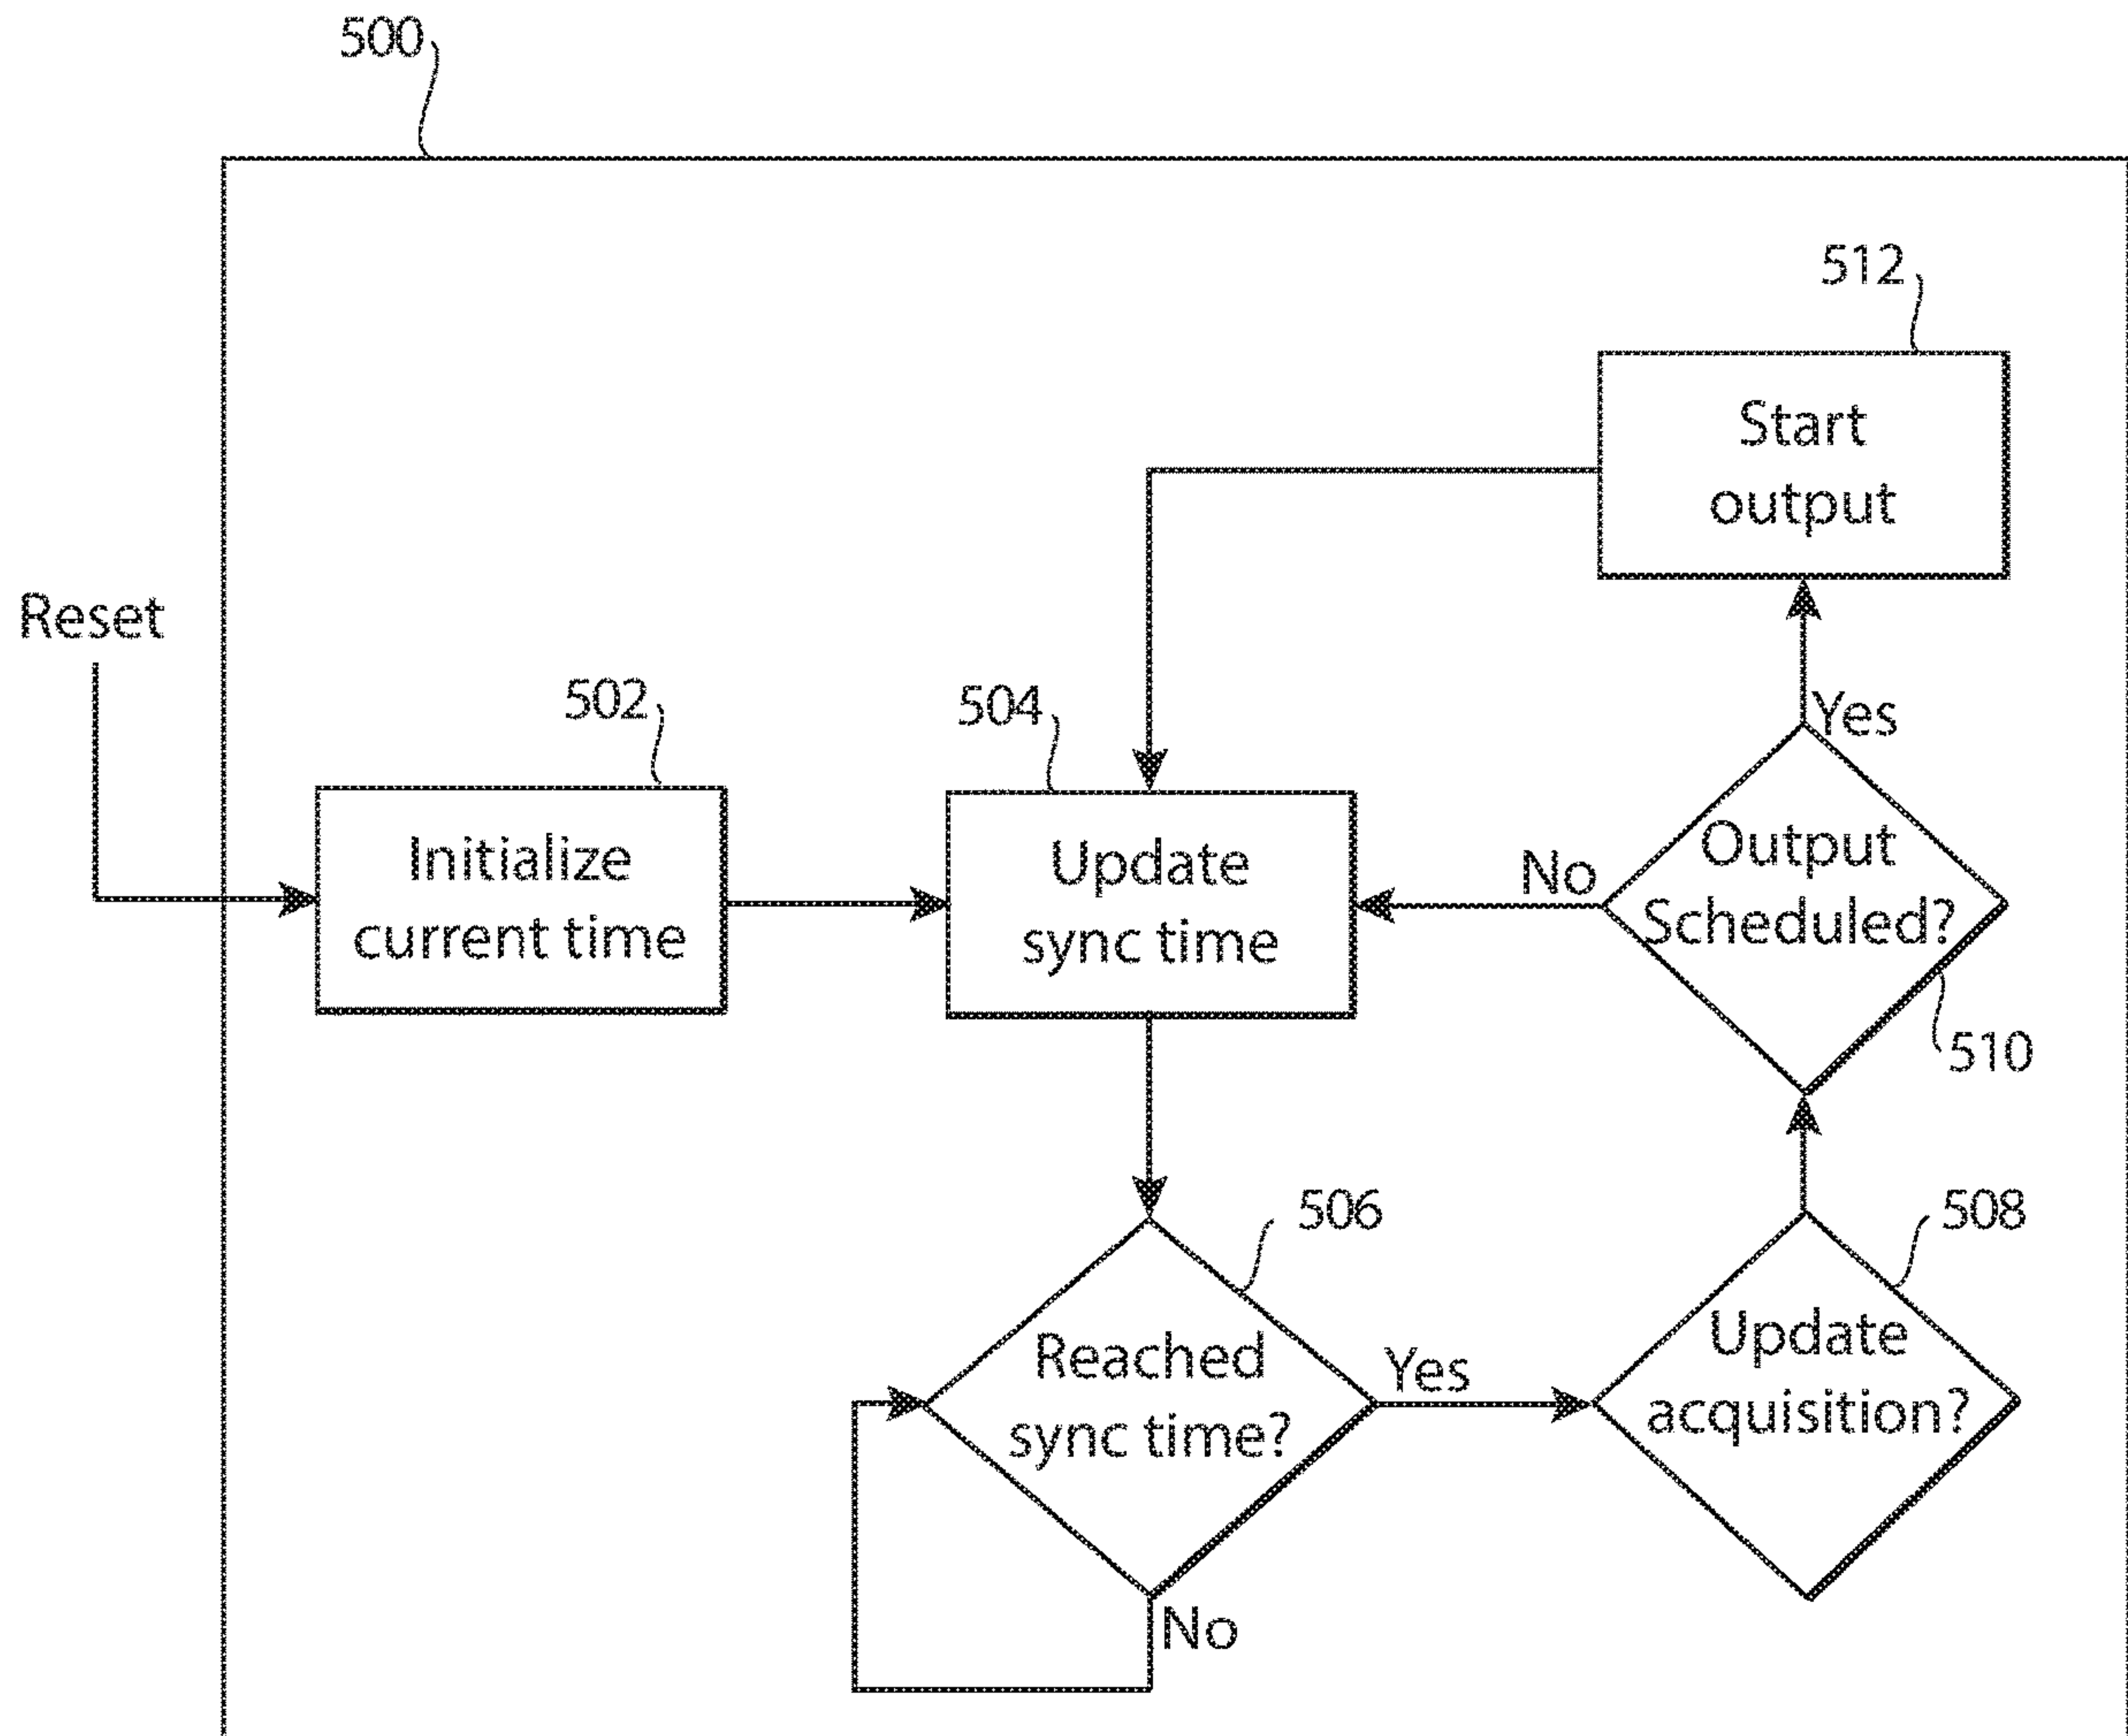 500
512
Start
output
Reset
502
504
Yes
Initialize
current time
Update
sync time
No
Output
Scheduled?
510
506
508
Reached
sync time?
Yes
Update
acquisition?
No